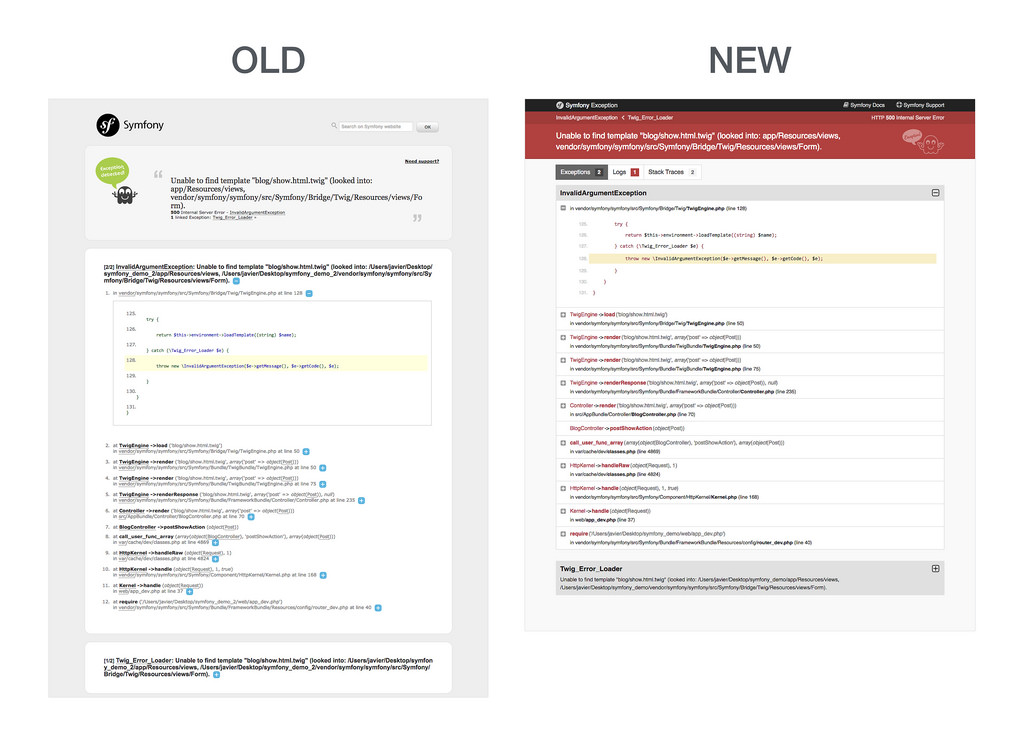 OLD
Symfony
Search on Symfony website
OK
Need support?
Exception
detected!
“
Unable to find template "blog/show.html.twig" (looked into:
app/Resources/views,
vendor/symfony/symfony/src/Symfony/Bridge/Twig/Resources/views/Fo
rm).
”
500 Internal Server Error - InvalidArgumentException
1 linked Exception: Twig_Error_Loader »
[2/2] InvalidArgumentException: Unable to find template "blog/show.html.twig" (looked into: /Users/javier/Desktop/
symfony_demo_2/app/Resources/views, /Users/javier/Desktop/symfony_demo_2/vendor/symfony/symfony/src/Sy
mfony/Bridge/Twig/Resources/views/Form).
1. in vendor/symfony/symfony/src/Symfony/Bridge/Twig/TwigEngine.php at line 128
125.
try {
126.
return $this->environment->loadTemplate((string) $name);
127.
} catch (\Twig_Error_Loader $e) {
128.
throw new \InvalidArgumentException($e->getMessage(), $e->getCode(), $e);
129.
}
130.
}
131.
}
2. at TwigEngine ->load ('blog/show.html.twig')
in vendor/symfony/symfony/src/Symfony/Bridge/Twig/TwigEngine.php at line 50
3. at TwigEngine ->render ('blog/show.html.twig', array('post' => object(Post)))
in vendor/symfony/symfony/src/Symfony/Bundle/TwigBundle/TwigEngine.php at line 50
4. at TwigEngine ->render ('blog/show.html.twig', array('post' => object(Post)))
in vendor/symfony/symfony/src/Symfony/Bundle/TwigBundle/TwigEngine.php at line 75
5. at TwigEngine ->renderResponse ('blog/show.html.twig', array('post' => object(Post)), null)
in vendor/symfony/symfony/src/Symfony/Bundle/FrameworkBundle/Controller/Controller.php at line 235
6. at Controller ->render ('blog/show.html.twig', array('post' => object(Post)))
in src/AppBundle/Controller/BlogController.php at line 70
7. at BlogController ->postShowAction (object(Post))
8. at call_user_func_array (array(object(BlogController), 'postShowAction'), array(object(Post)))
in var/cache/dev/classes.php at line 4869
9. at HttpKernel ->handleRaw (object(Request), 1)
in var/cache/dev/classes.php at line 4824
10. at HttpKernel ->handle (object(Request), 1, true)
in vendor/symfony/symfony/src/Symfony/Component/HttpKernel/Kernel.php at line 168
11. at Kernel ->handle (object(Request))
in web/app_dev.php at line 37
12. at require ('/Users/javier/Desktop/symfony_demo_2/web/app_dev.php')
in vendor/symfony/symfony/src/Symfony/Bundle/FrameworkBundle/Resources/config/router_dev.php at line 40
[1/2] Twig_Error_Loader: Unable to find template "blog/show.html.twig" (looked into: /Users/javier/Desktop/symfon
y_demo_2/app/Resources/views, /Users/javier/Desktop/symfony_demo_2/vendor/symfony/symfony/src/Symfony/
Bridge/Twig/Resources/views/Form).
NEW
Symfony Exception
Symfony Docs
Symfony Support
InvalidArgumentException
Twig_Error_Loader
HTTP 500 Internal Server Error
Unable to find template "blog/show.html.twig" (looked into: app/Resources/views,
vendor/symfony/symfony/src/Symfony/Bridge/Twig/Resources/views/Form).
Exceptions 2
Logs 1
Stack Traces 2
InvalidArgumentException
in vendor/symfony/symfony/src/Symfony/Bridge/Twig/TwigEngine.php (line 128)
125. try {
126. return $this->environment->loadTemplate((string) $name);
127. } catch (\Twig_Error_Loader $e) {
128. throw new \InvalidArgumentException($e->getMessage(), $e->getCode(), $e);
129. }
130. }
131. }
TwigEngine->load('blog/show.html.twig')
in vendor/symfony/symfony/src/Symfony/Bridge/Twig/TwigEngine.php (line 50)
TwigEngine->render('blog/show.html.twig', array('post' => object(Post)))
in vendor/symfony/symfony/src/Symfony/Bundle/TwigBundle/TwigEngine.php (line 50)
TwigEngine->render('blog/show.html.twig', array('post' => object(Post)))
in vendor/symfony/symfony/src/Symfony/Bundle/TwigBundle/TwigEngine.php (line 75)
TwigEngine->renderResponse('blog/show.html.twig', array('post' => object(Post)), null)
in vendor/symfony/symfony/src/Symfony/Bundle/FrameworkBundle/Controller/Controller.php (line 235)
Controller->render('blog/show.html.twig', array('post' => object(Post)))
in src/AppBundle/Controller/BlogController.php (line 70)
BlogController->postShowAction(object(Post))
call_user_func_array(array(object(BlogController), 'postShowAction'), array(object(Post)))
in var/cache/dev/classes.php (line 4869)
HttpKernel->handleRaw(object(Request), 1)
in var/cache/dev/classes.php (line 4824)
HttpKernel->handle(object(Request), 1, true)
in vendor/symfony/symfony/src/Symfony/Component/HttpKernel/Kernel.php (line 168)
Kernel->handle(object(Request))
in web/app_dev.php (line 37)
require('/Users/javier/Desktop/symfony_demo/web/app_dev.php')
in vendor/symfony/symfony/src/Symfony/Bundle/FrameworkBundle/Resources/config/router_dev.php (line 40)
Twig_Error_Loader
Unable to find template "blog/show.html.twig" (looked into: /Users/javier/Desktop/symfony_demo/app/Resources/views,
/Users/javier/Desktop/symfony_demo/vendor/symfony/symfony/src/Symfony/Bridge/Twig/Resources/views/Form).